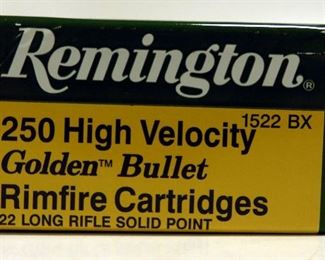 Remington®
1522 BX
250 High Velocity
Golden™ Bullet
Rimfire Cartridges
22 LONG RIFLE SOLID POINT